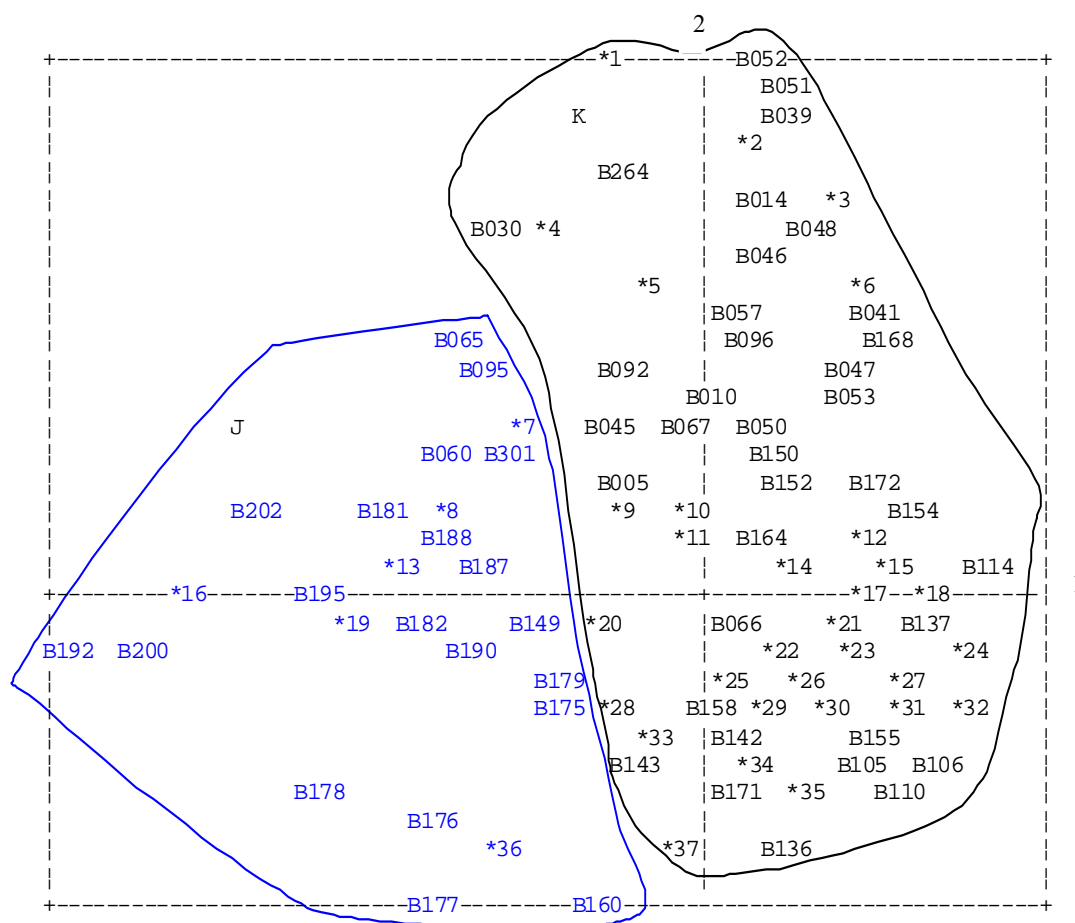 2
*1 B052
B051
K B039
*2
B264
B014 *3
B030 *4 B048
B046
*5 *6
B057 B041
B065 B096 B168
B095 B092 B047
B010 B053
J *7 B045 B067 B050
B060 B301 B150
B005 B152 B172
B202 B181 *8 *9 *10 B154
B188 *11 B164 *12
*13 B187 *14 *15 B114
*16 B195 *17 *18
*19 B182 B149 *20 B066 *21 B137
B192 B200 B190 *22 *23 *24
B179 *25 *26 *27
B175 *28 B158 *29 *30 *31 *32
*33 B142 B155
B143 *34 B105 B106
B178 B171 *35 B110
B176
*36 *37 B136
B177 B160